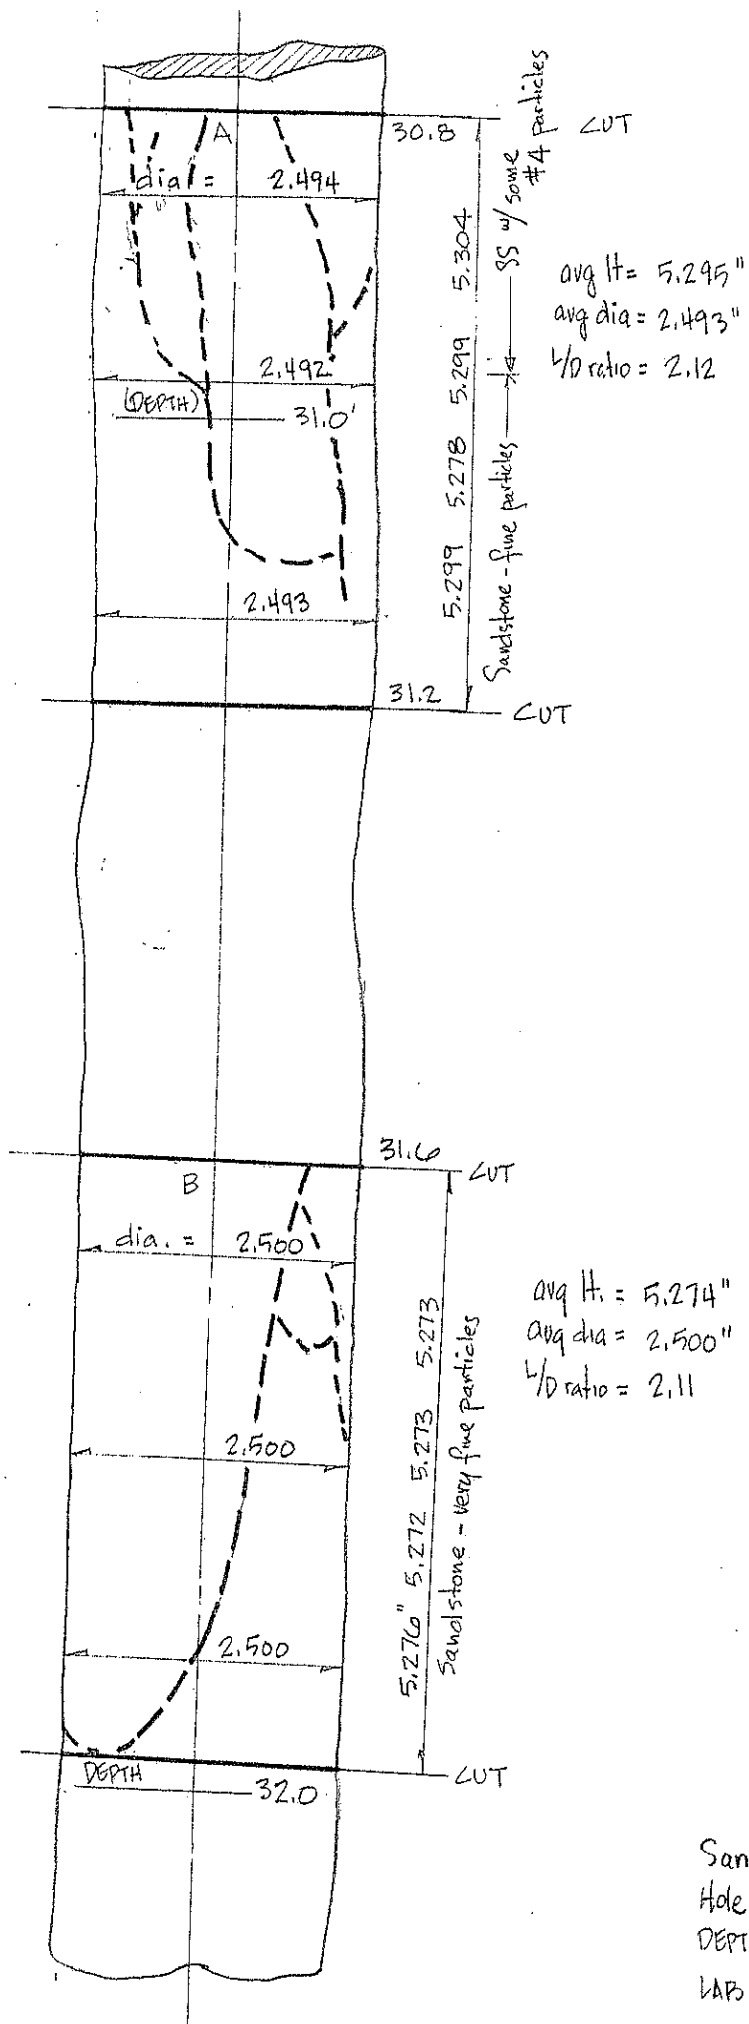 A
30.8 CUT
dia. = 2.494
5.299 5.278 5.299 5.304
SS w/ some
#4 particles
avg Ht = 5.295"
avg dia = 2.493"
L/D ratio = 2.12
2.492
(DEPTH) 31.0'
Sandstone - fine particles
2.493
31.2
CUT
31.6
CUT
B
dia. = 2.500
5.276" 5.272 5.273 5.273
Sandstone - very fine particles
avg Ht. = 5.274"
avg dia = 2.500"
L/D ratio = 2.11
2.500
2.500
DEPTH 32.0
CUT
San
Hole
DEPT
LAB